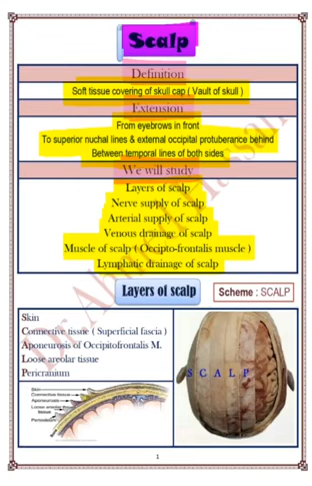 Scalp
Definition
Soft tissue covering of skull cap ( Vault of skull )
Extension
From eyebrows in front
To superior nuchal lines & external occipital protuberance behind
Between temporal lines of both sides
We will study
Layers of scalp
Nerve supply of scalp
Arterial supply of scalp
Venous drainage of scalp
Muscle of scalp ( Occipto-frontalis muscle )
Lymphatic drainage of scalp
Layers of scalp
Scheme : SCALP
Skin
Connective tissue ( Superficial fascia )
Aponeurosis of Occipitofrontalis M.
Loose areolar tissue
Pericranium
Skin
Connective tissue
Aponeurosis
Loose areolar
tissue
Periosteum
S C A L P
1